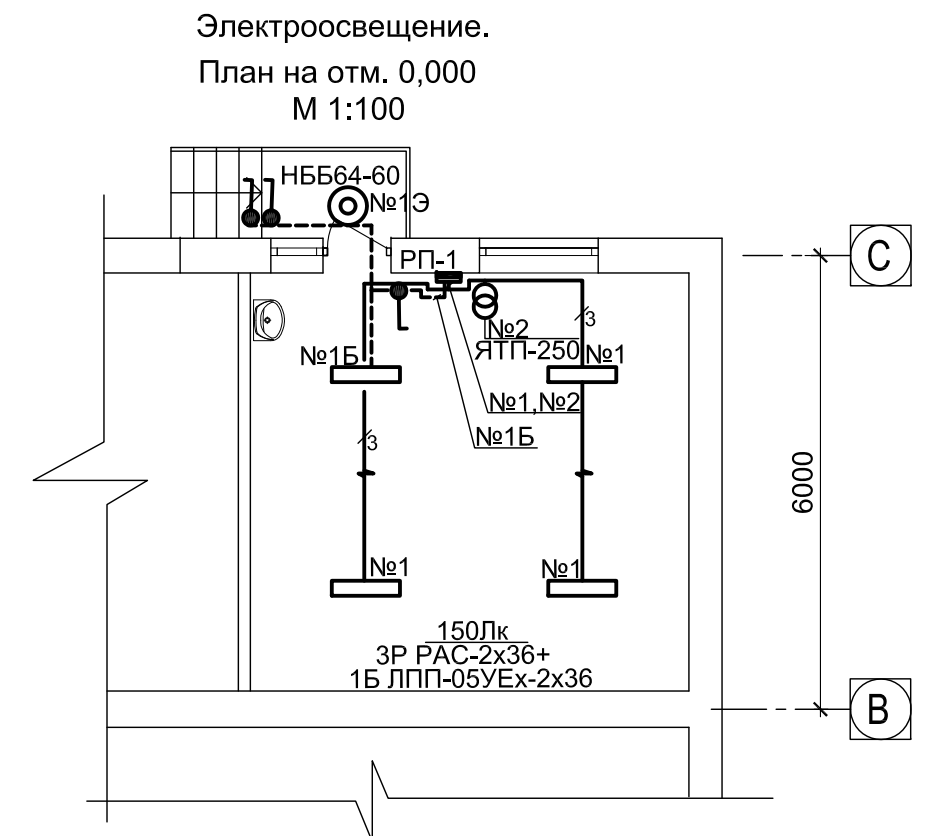 Электроосвещение.
План на отм. 0,000
М 1:100
НББ64-60
№1Э
С
РП-1
3
№2
ЯТП-250
№1Б
№1
№1,№2
№1Б
3
6000
№1
№1
150Лк
3Р РАС-2х36+
1Б ЛПП-05УЕх-2х36
В